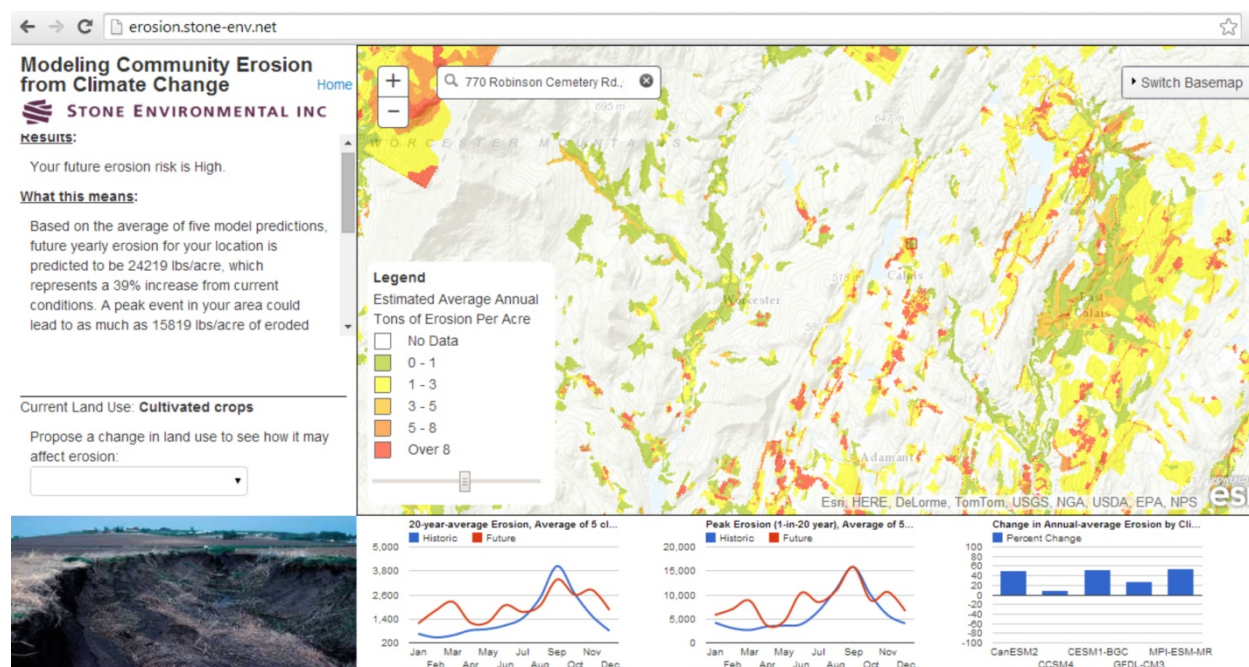 erosion.stone-env.net
Modeling Community Erosion
from Climate Change
Home
STONE ENVIRONMENTAL INC
Results:
Your future erosion risk is High.
What this means:
Based on the average of five model predictions,
future yearly erosion for your location is
predicted to be 24219 lbs/acre, which
represents a 39% increase from current
conditions. A peak event in your area could
lead to as much as 15819 lbs/acre of eroded
Current Land Use: Cultivated crops
Propose a change in land use to see how it may
affect erosion:
+
−
770 Robinson Cemetery Rd.,
Switch Basemap
695 m
647 m
WORCESTER MOUNTAINS
518 m
Calais
Worcester
East
Calais
Adamant
Legend
Estimated Average Annual
Tons of Erosion Per Acre
No Data
0 - 1
1 - 3
3 - 5
5 - 8
Over 8
Esri, HERE, DeLorme, TomTom, USGS, NGA, USDA, EPA, NPS
esri
20-year-average Erosion, Average of 5 cl...
Historic Future
5,000
3,800
2,600
1,400
200
Jan Mar May Jul Sep Nov
Feb Apr Jun Aug Oct Dec
Peak Erosion (1-in-20 year), Average of 5...
Historic Future
20,000
15,000
10,000
5,000
0
Jan Mar May Jul Sep Nov
Feb Apr Jun Aug Oct Dec
Change in Annual-average Erosion by Cli...
Percent Change
100
80
60
40
20
0
-20
-40
-60
-80
-100
CanESM2 CESM1-BGC MPI-ESM-MR
CCSM4 GFDL-CM3